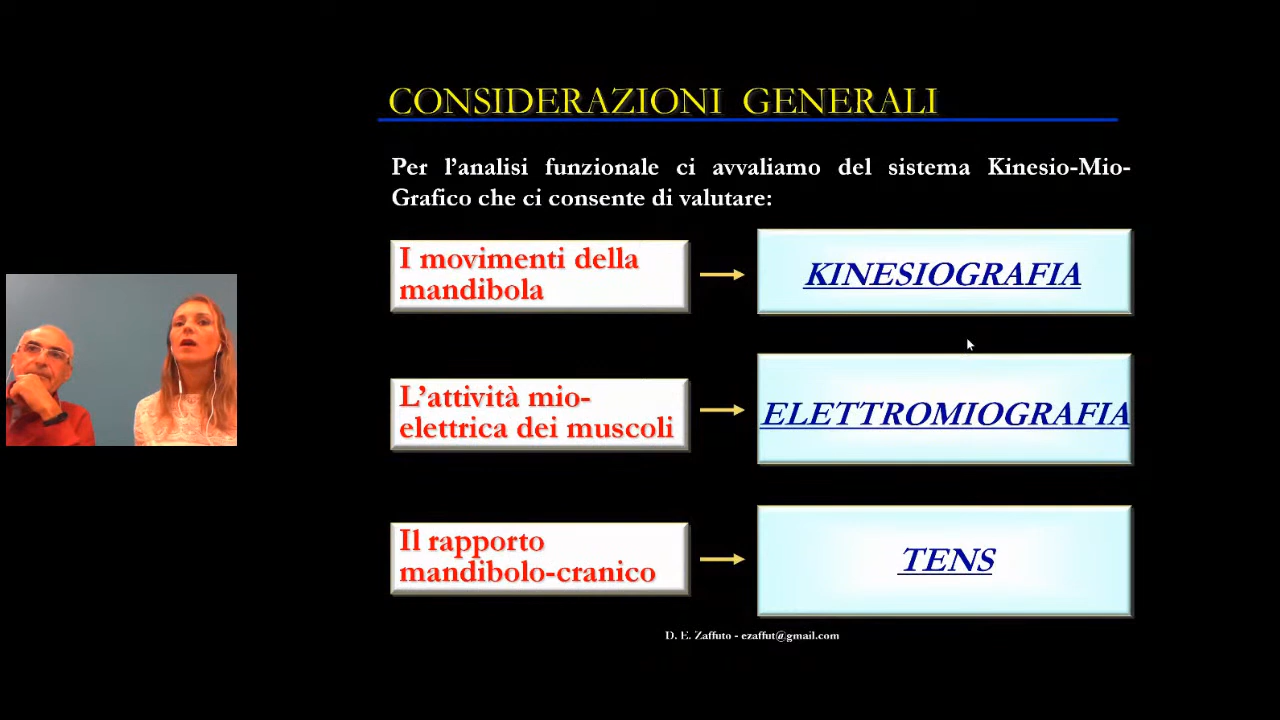 CONSIDERAZIONI GENERALI
Per l’analisi funzionale ci avvaliamo del sistema Kinesio-Mio-
Grafico che ci consente di valutare:
I movimenti della
mandibola
KINESIOGRAFIA
L’attività mio-
elettrica dei muscoli
ELETTROMIOGRAFIA
Il rapporto
mandibolo-cranico
TENS
D. E. Zaffuto - ezaffut@gmail.com